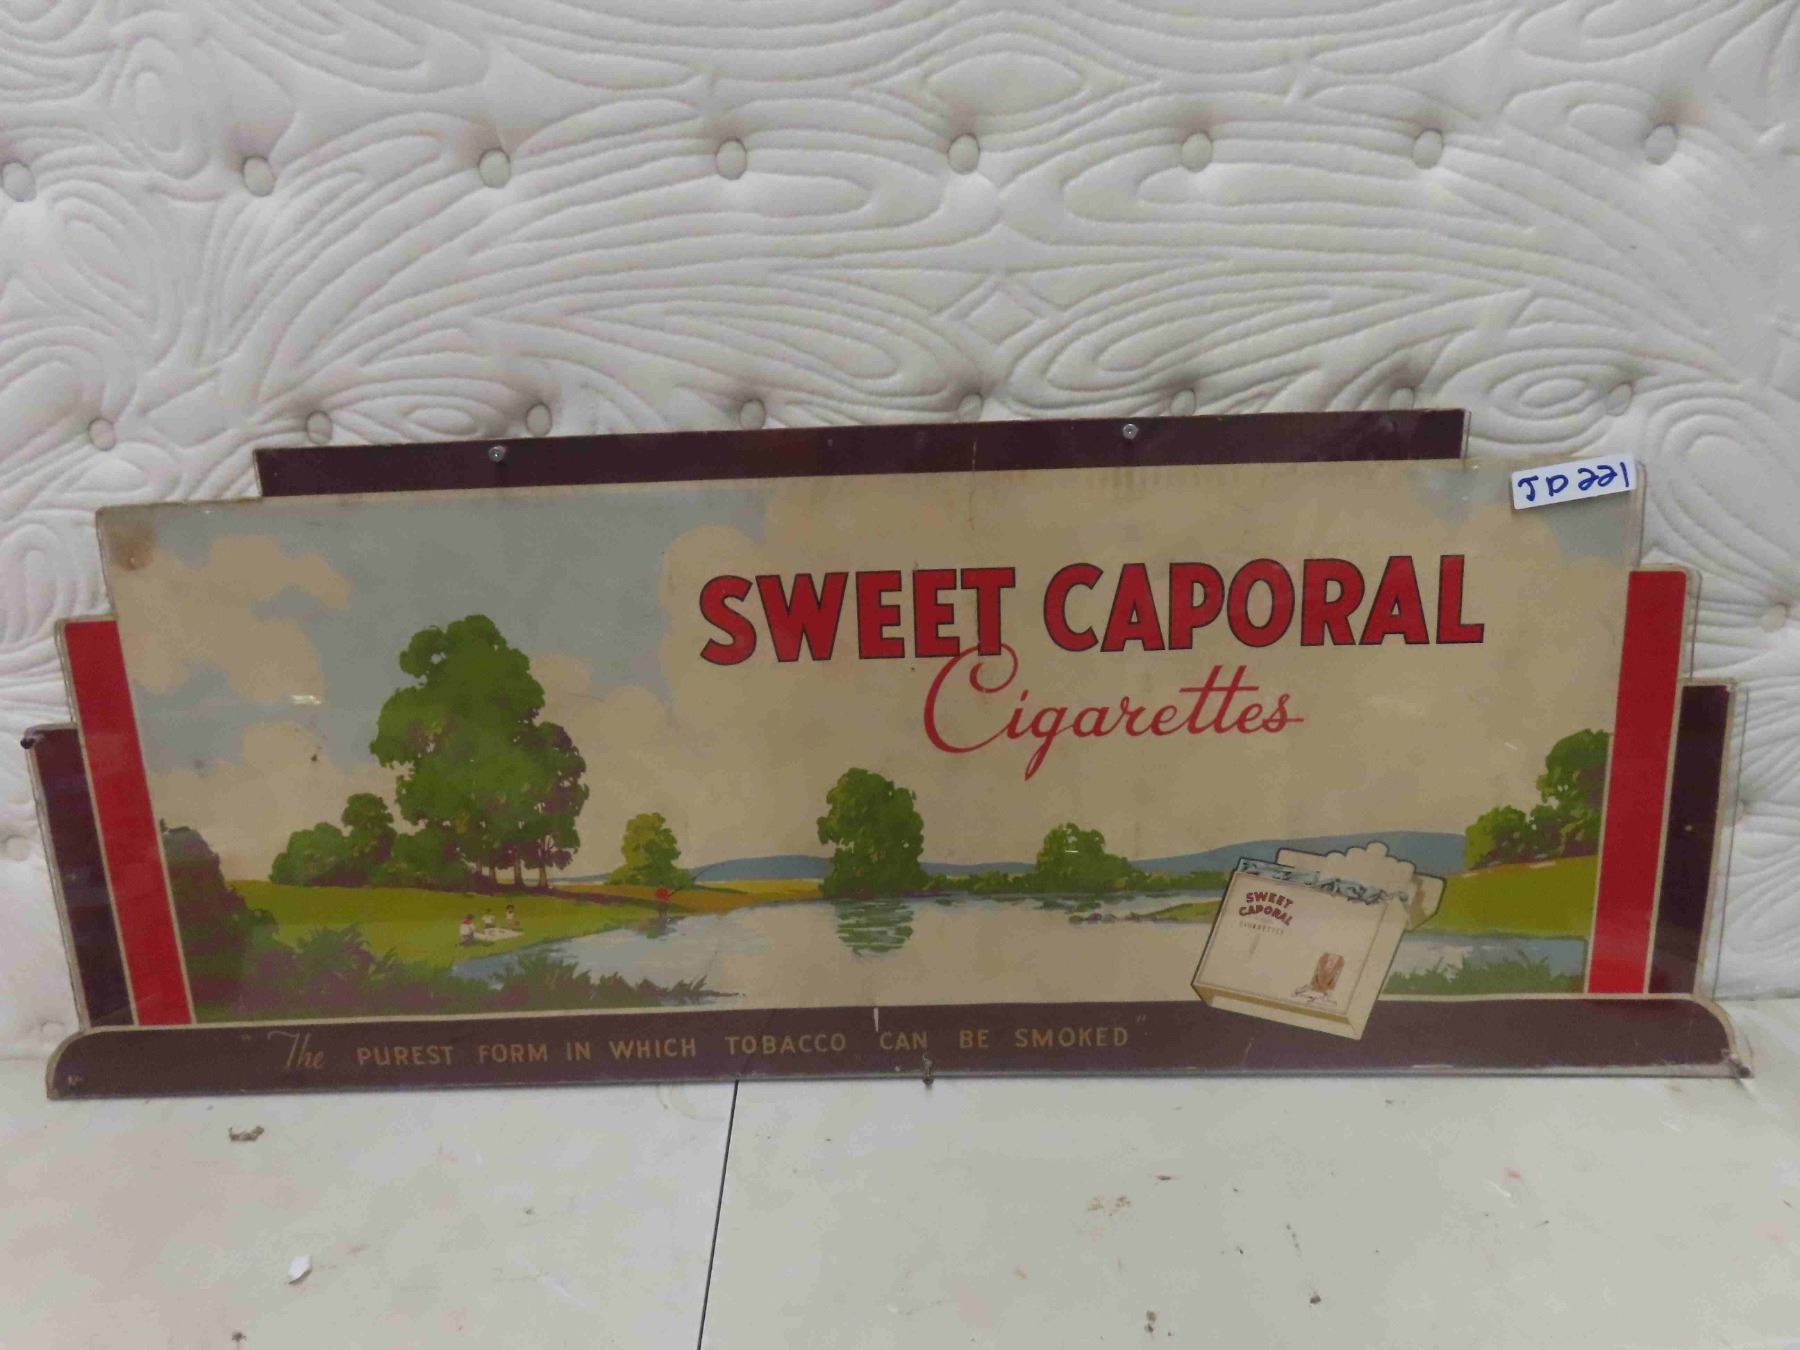 JD221
SWEET CAPORAL
Cigarettes
SWEET
CAPORAL
CIGARETTES
"The PUREST FORM IN WHICH TOBACCO CAN BE SMOKED"